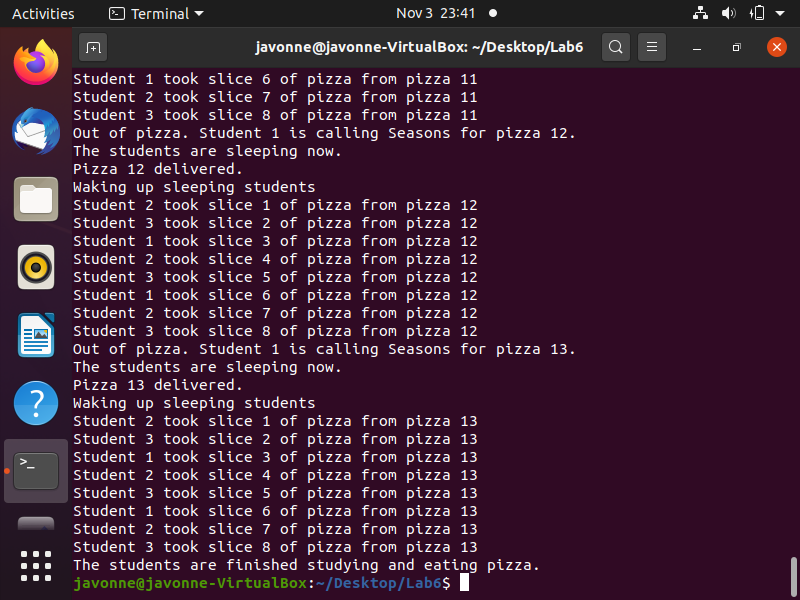 Activities
Terminal
Nov 3 23:41
javonne@javonne-VirtualBox: ~/Desktop/Lab6
Student 1 took slice 6 of pizza from pizza 11
Student 2 took slice 7 of pizza from pizza 11
Student 3 took slice 8 of pizza from pizza 11
Out of pizza. Student 1 is calling Seasons for pizza 12.
The students are sleeping now.
Pizza 12 delivered.
Waking up sleeping students
Student 2 took slice 1 of pizza from pizza 12
Student 3 took slice 2 of pizza from pizza 12
Student 1 took slice 3 of pizza from pizza 12
Student 2 took slice 4 of pizza from pizza 12
Student 3 took slice 5 of pizza from pizza 12
Student 1 took slice 6 of pizza from pizza 12
Student 2 took slice 7 of pizza from pizza 12
Student 3 took slice 8 of pizza from pizza 12
Out of pizza. Student 1 is calling Seasons for pizza 13.
The students are sleeping now.
Pizza 13 delivered.
Waking up sleeping students
Student 2 took slice 1 of pizza from pizza 13
Student 3 took slice 2 of pizza from pizza 13
Student 1 took slice 3 of pizza from pizza 13
Student 2 took slice 4 of pizza from pizza 13
Student 3 took slice 5 of pizza from pizza 13
Student 1 took slice 6 of pizza from pizza 13
Student 2 took slice 7 of pizza from pizza 13
Student 3 took slice 8 of pizza from pizza 13
The students are finished studying and eating pizza.
javonne@javonne-VirtualBox:~/Desktop/Lab6$